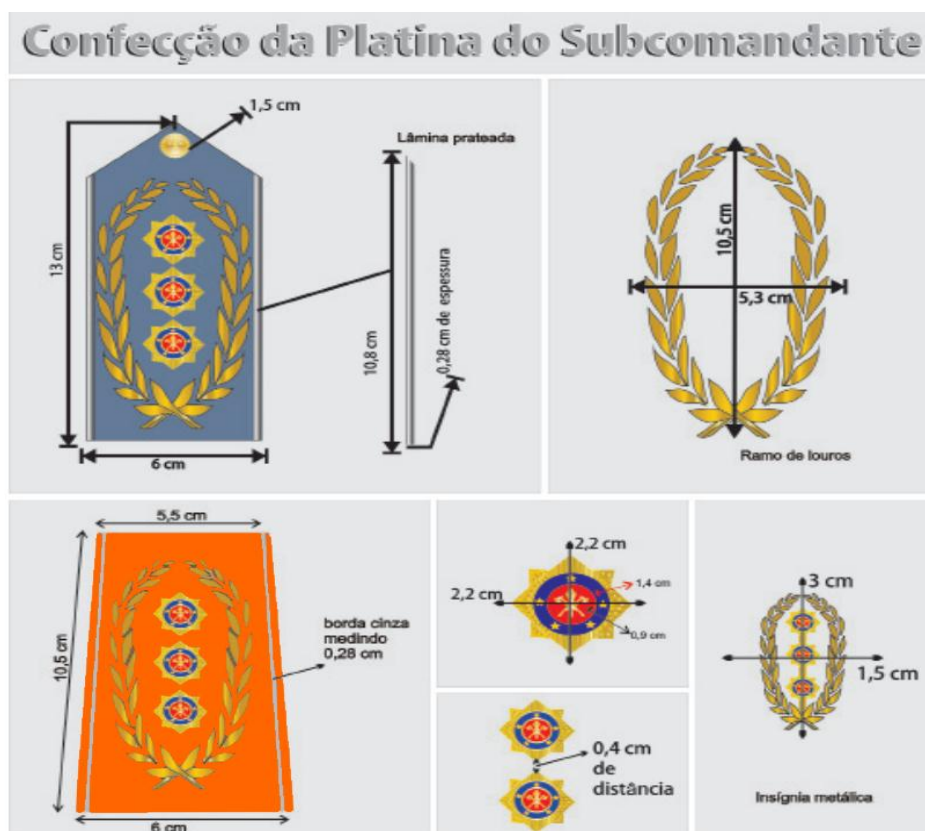 Confecção da Platina do Subcomandante
1,5 cm
13 cm
6 cm
Lâmina prateada
10,8 cm
0,28 cm de espessura
10,5 cm
5,3 cm
Ramo de louros
5,5 cm
10,5 cm
6 cm
borda cinza
medindo
0,28 cm
2,2 cm
2,2 cm
1,4 cm
0,9 cm
0,4 cm
de
distância
3 cm
1,5 cm
Insígnia metálica